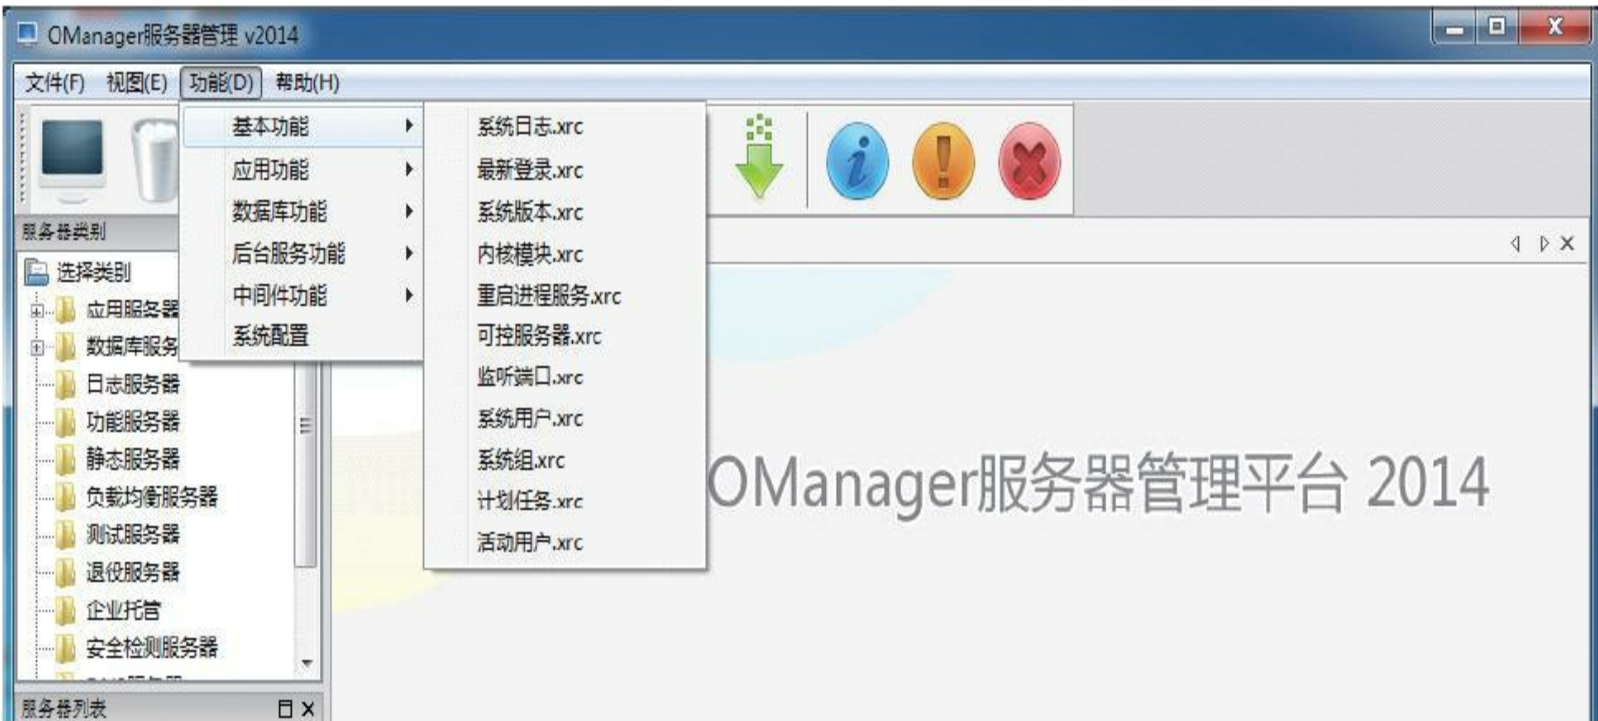 OManager服务器管理 v2014
文件(F) 视图(E) 功能(D) 帮助(H)
基本功能
应用功能
数据库功能
后台服务功能
中间件功能
系统配置
系统日志.xrc
最新登录.xrc
系统版本.xrc
内核模块.xrc
重启进程服务.xrc
可控服务器.xrc
监听端口.xrc
系统用户.xrc
系统组.xrc
计划任务.xrc
活动用户.xrc
服务器类别
选择类别
应用服务器
数据库服务
日志服务器
功能服务器
静态服务器
负载均衡服务器
测试服务器
退役服务器
企业托管
安全检测服务器
服务器列表
OManager服务器管理平台 2014